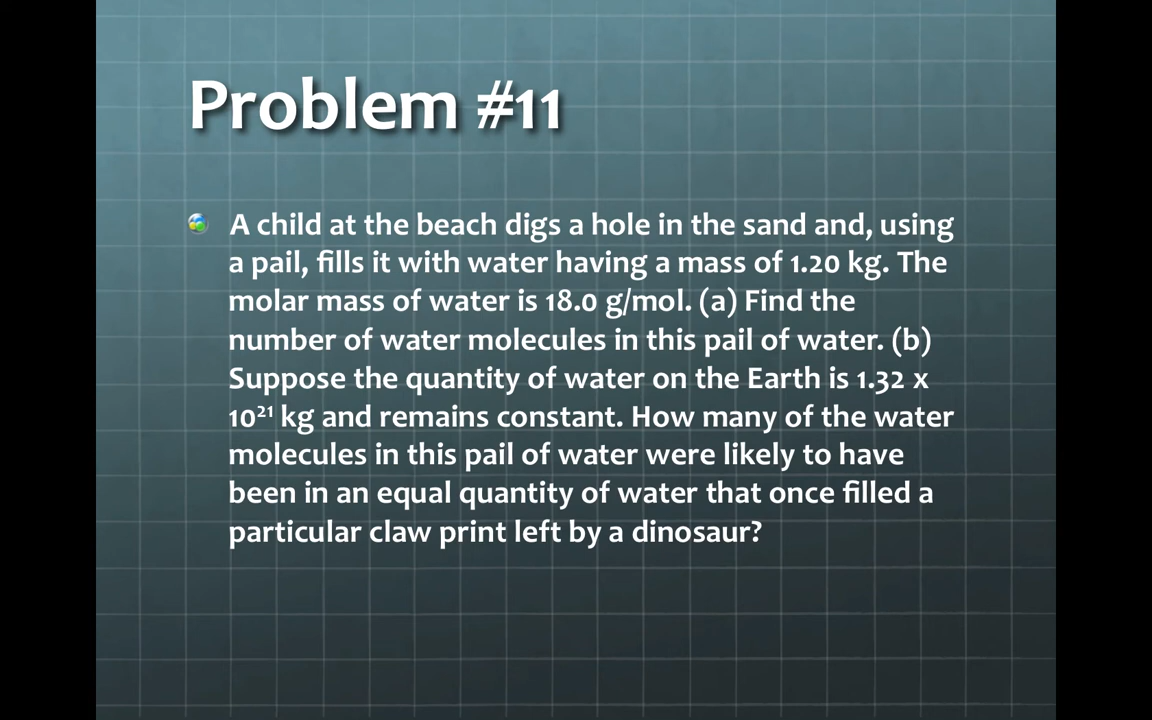 Problem #11
A child at the beach digs a hole in the sand and, using
a pail, fills it with water having a mass of 1.20 kg. The
molar mass of water is 18.0 g/mol. (a) Find the
number of water molecules in this pail of water. (b)
Suppose the quantity of water on the Earth is 1.32 x
10²¹ kg and remains constant. How many of the water
molecules in this pail of water were likely to have
been in an equal quantity of water that once filled a
particular claw print left by a dinosaur?